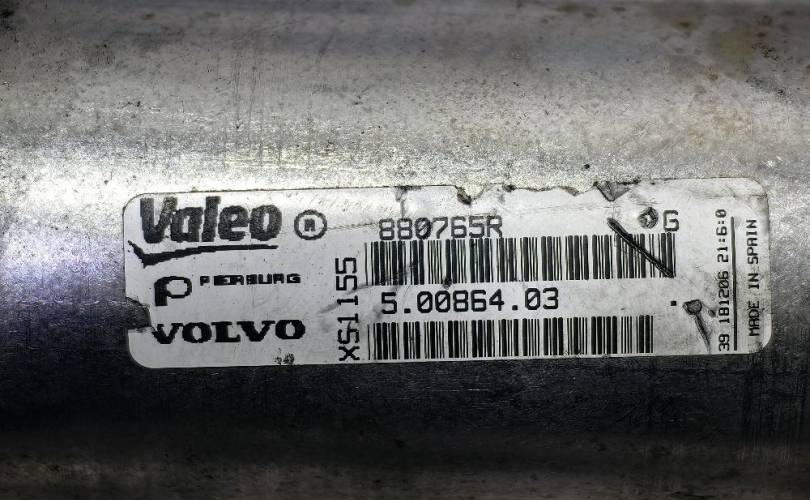 Valeo ®
880765R G
P PIERBURG
5.00864.03
VOLVO
XS1155
39 181206 21:6:0
MADE IN SPAIN